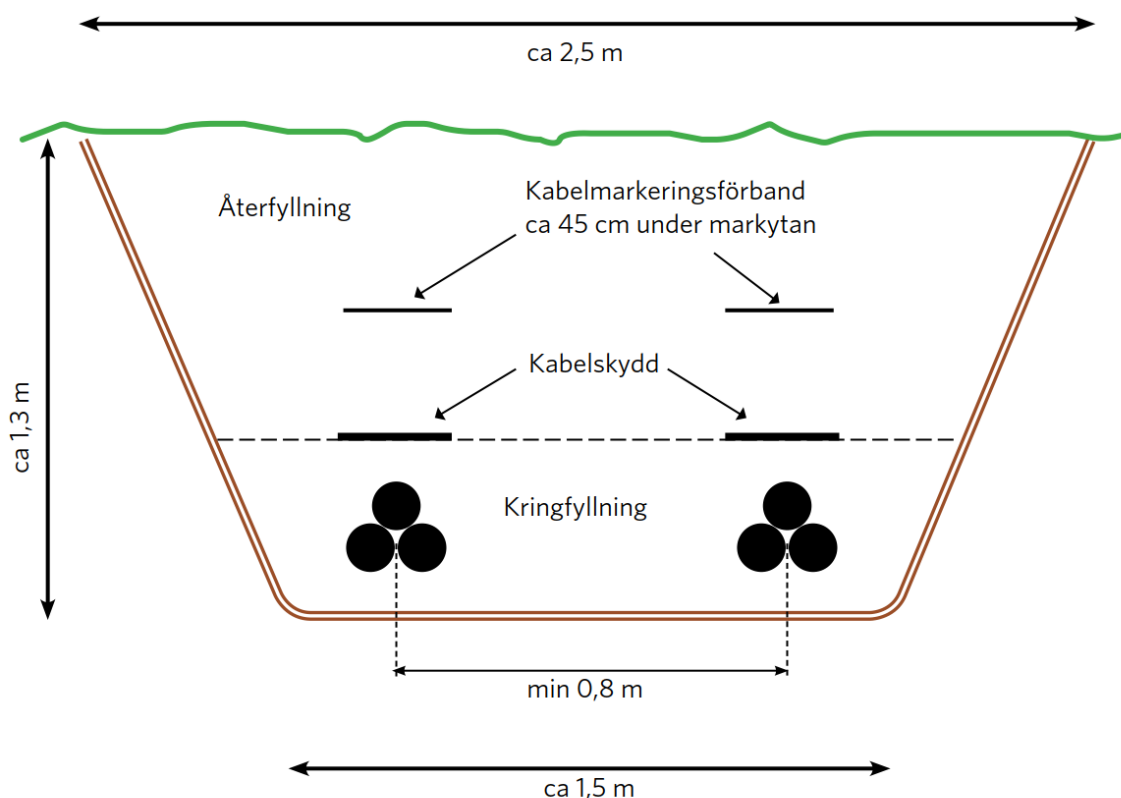 ca 2,5 m
Återfyllning
Kabelmarkeringsförband
ca 45 cm under markytan
Kabelskydd
ca 1,3 m
Kringfyllning
min 0,8 m
ca 1,5 m